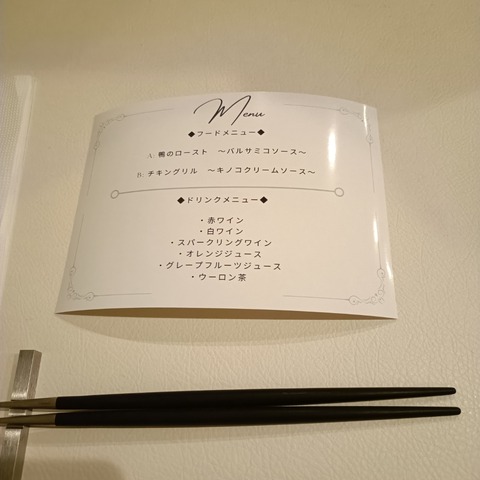 Menu
◆フードメニュー◆
A: 鴨のロースト　～バルサミコソース～
B: チキングリル　～キノコクリームソース～
◆ドリンクメニュー◆
・赤ワイン
・白ワイン
・スパークリングワイン
・オレンジジュース
・グレープフルーツジュース
・ウーロン茶